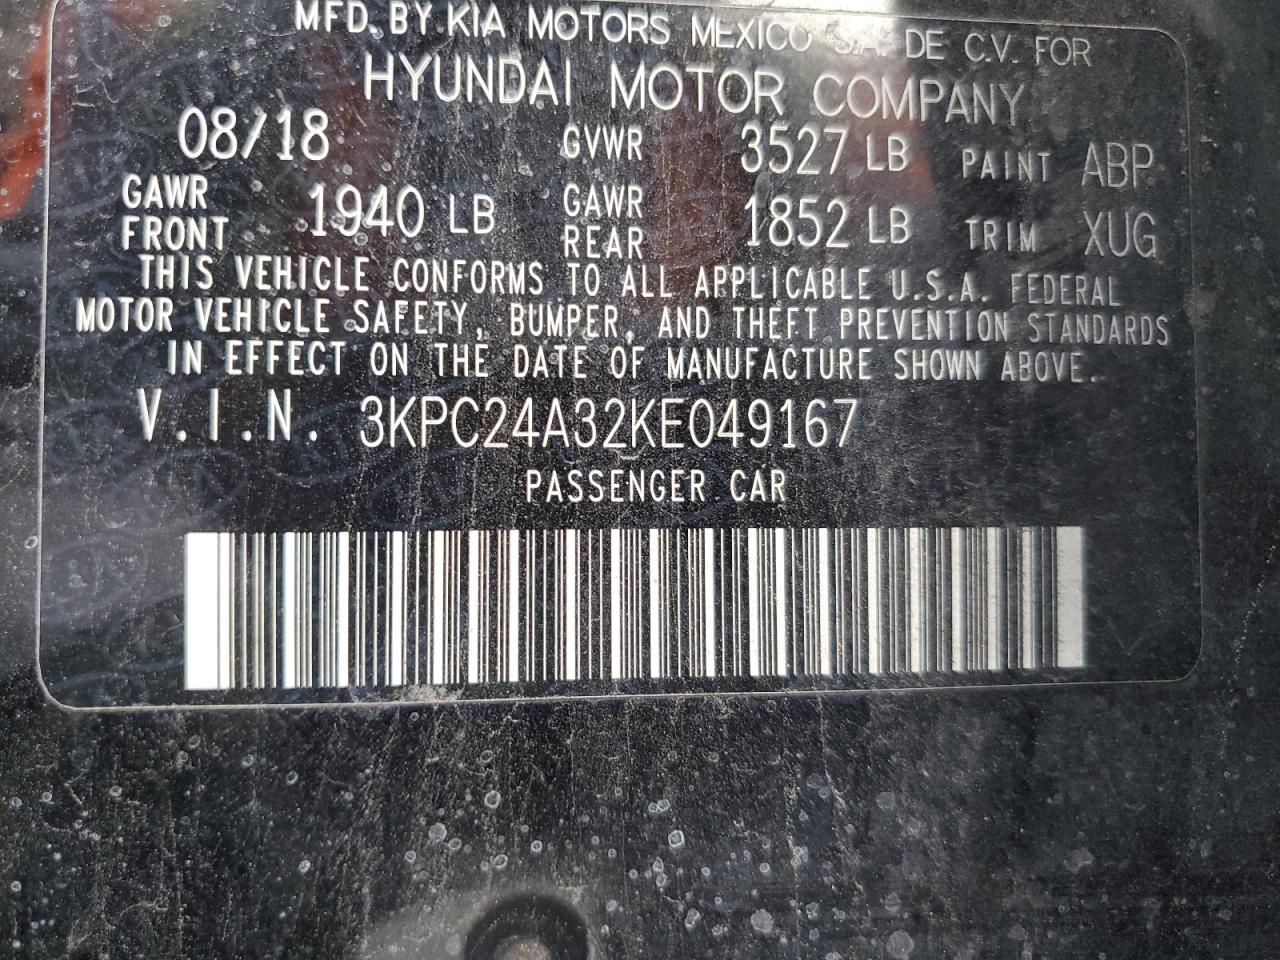 MFD. BY KIA MOTORS MEXICO S.A. DE C.V. FOR
HYUNDAI MOTOR COMPANY
08/18 GVWR 3527 LB PAINT ABP
GAWR FRONT 1940 LB GAWR REAR 1852 LB TRIM XUG
THIS VEHICLE CONFORMS TO ALL APPLICABLE U.S.A. FEDERAL
MOTOR VEHICLE SAFETY, BUMPER, AND THEFT PREVENTION STANDARDS
IN EFFECT ON THE DATE OF MANUFACTURE SHOWN ABOVE.
V.I.N. 3KPC24A32KE049167
PASSENGER CAR